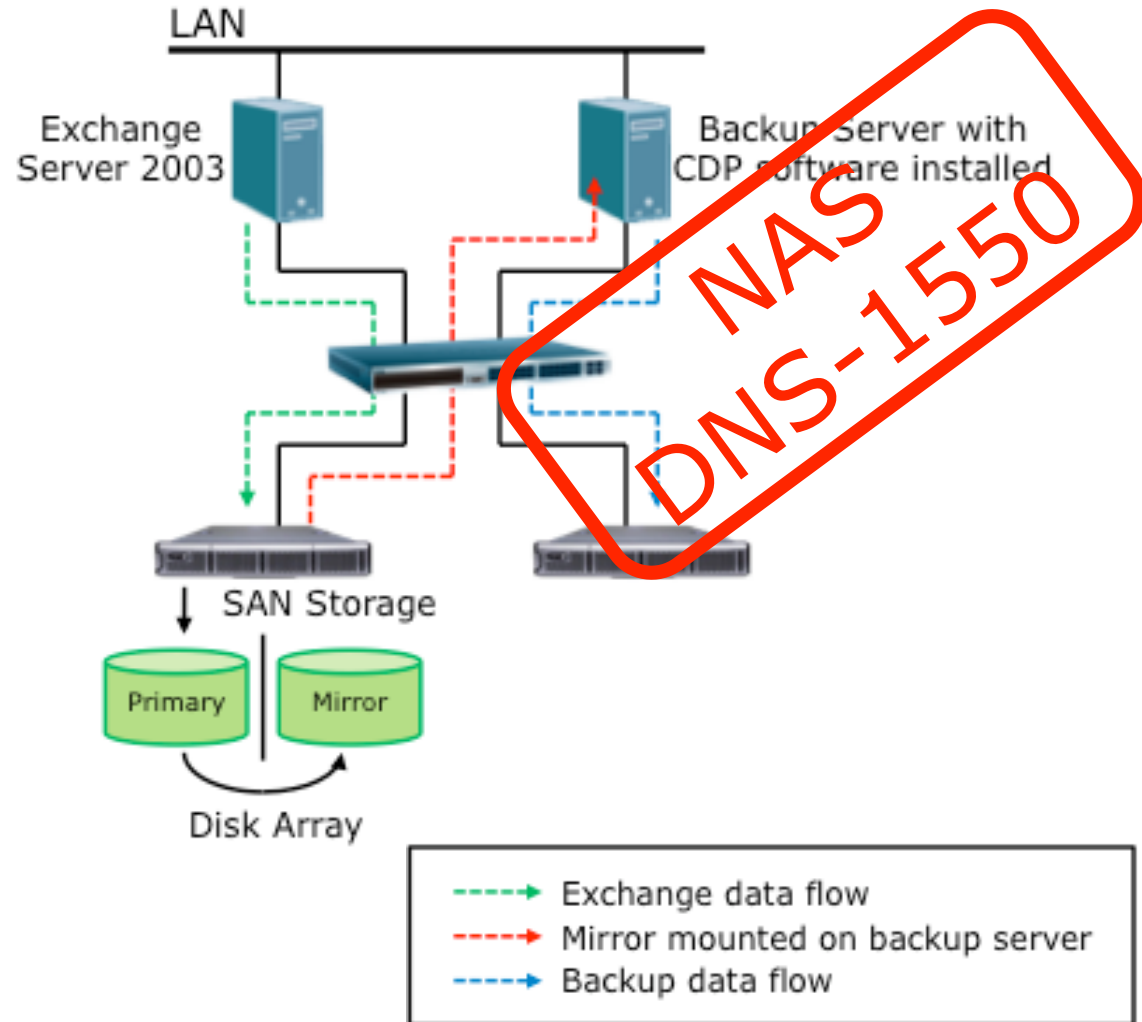 LAN
Exchange
Server 2003
Backup Server with
CDP software installed
NAS
DNS-1550
SAN Storage
Primary
Mirror
Disk Array
Exchange data flow
Mirror mounted on backup server
Backup data flow